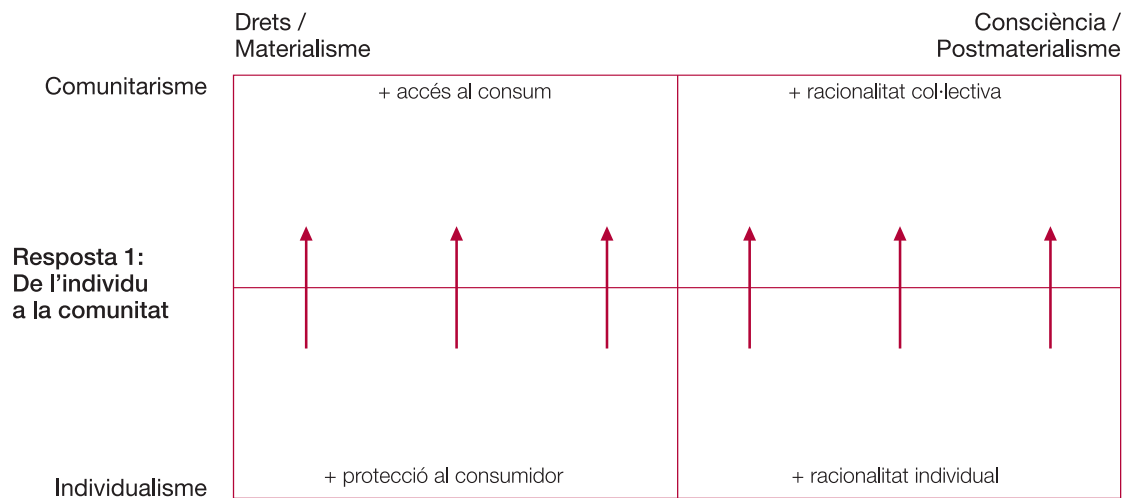 Drets /
Materialisme
Consciència /
Postmaterialisme
Comunitarisme
+ accés al consum
+ racionalitat col·lectiva
Resposta 1:
De l’individu
a la comunitat
+ protecció al consumidor
+ racionalitat individual
Individualisme